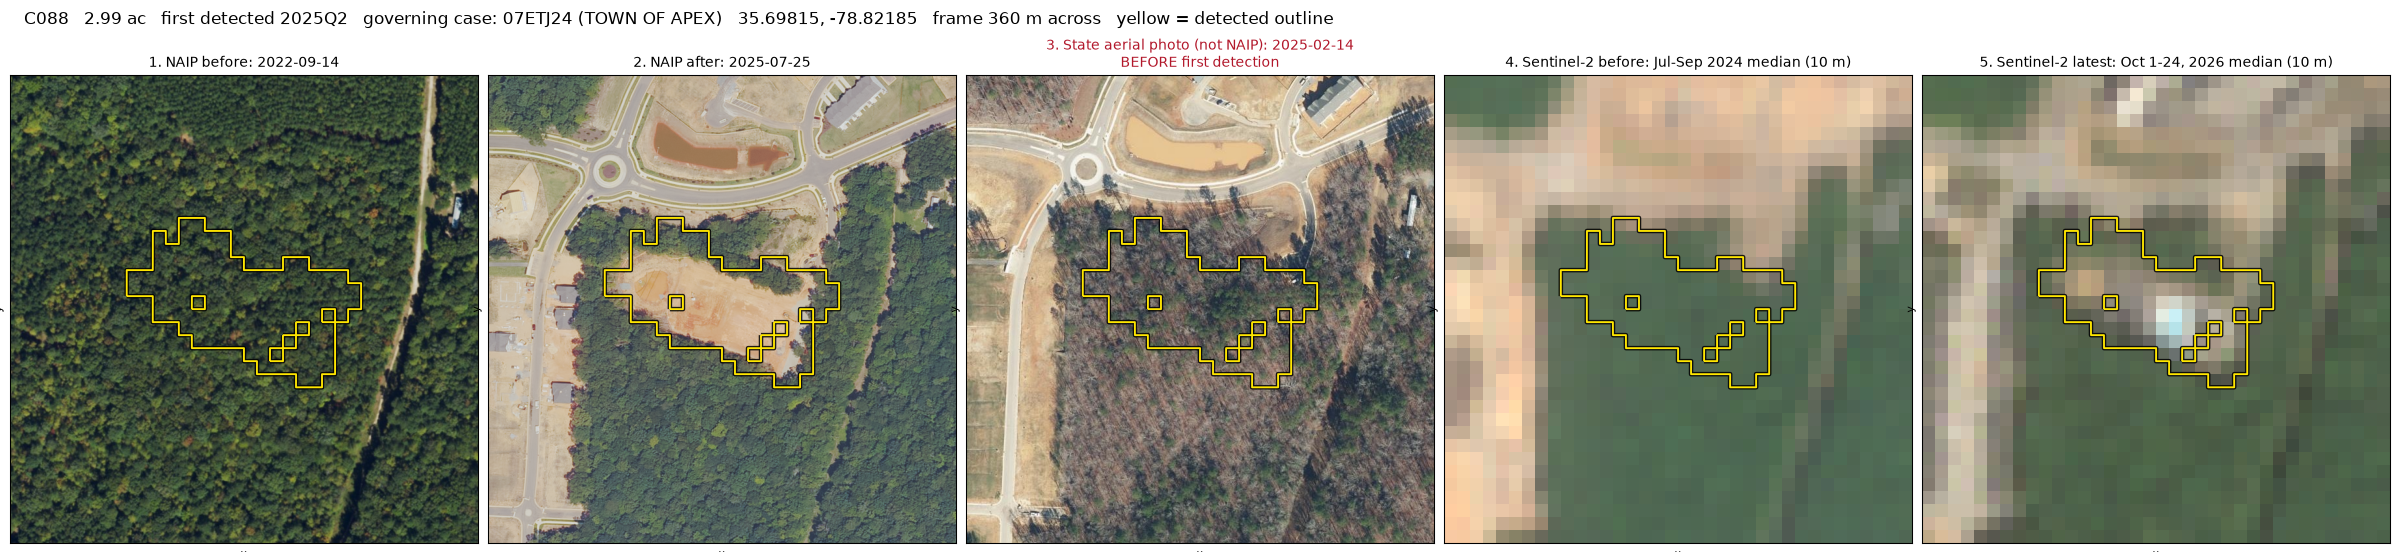 C088   2.99 ac   first detected 2025Q2   governing case: 07ETJ24 (TOWN OF APEX)   35.69815, -78.82185   frame 360 m across   yellow = detected outline
1. NAIP before: 2022-09-14
2. NAIP after: 2025-07-25
3. State aerial photo (not NAIP): 2025-02-14
BEFORE first detection
4. Sentinel-2 before: Jul-Sep 2024 median (10 m)
5. Sentinel-2 latest: Oct 1-24, 2026 median (10 m)